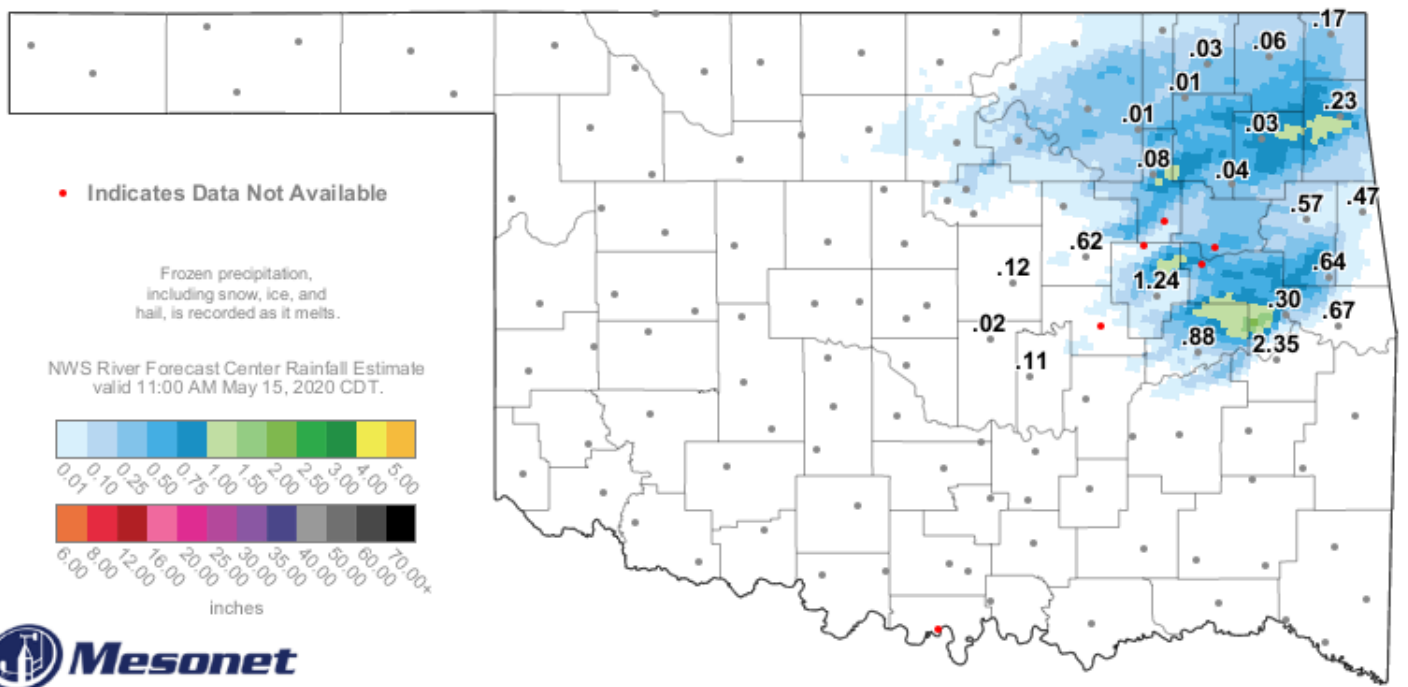 .17
.06
.03
.01
.23
.01
.03
.08
.04
• Indicates Data Not Available
.47
.57
.62
Frozen precipitation,
including snow, ice, and
hail, is recorded as it melts.
.12
.64
1.24
.30
.67
.02
.88
2.35
.11
NWS River Forecast Center Rainfall Estimate
valid 11:00 AM May 15, 2020 CDT.
0.01 0.10 0.25 0.50 0.75 1.00 1.50 2.00 2.50 3.00 4.00 5.00
6.00 8.00 12.00 16.00 20.00 25.00 30.00 35.00 40.00 50.00 60.00 70.00+
inches
Mesonet